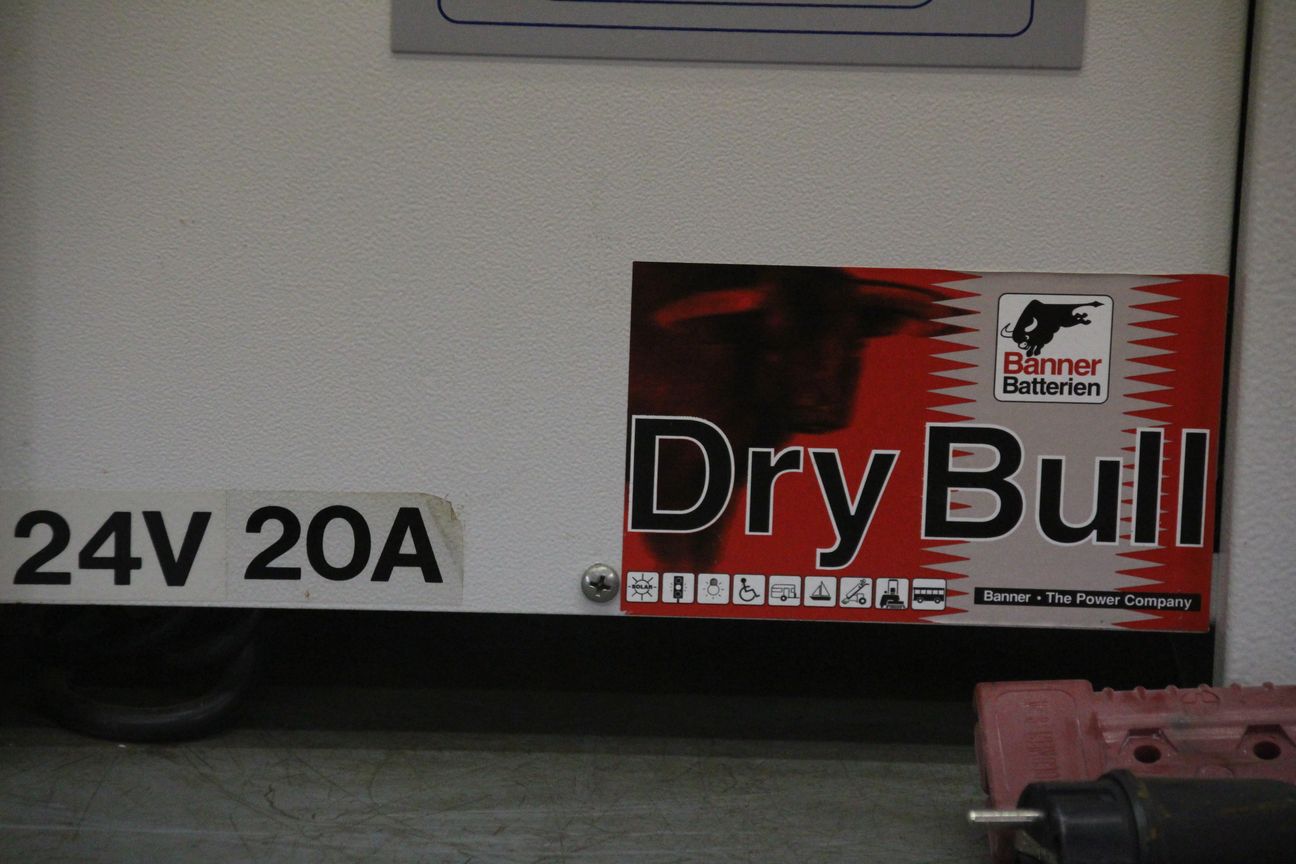 Banner
Batterien
Dry Bull
24V 20A
SOLAR
Banner • The Power Company